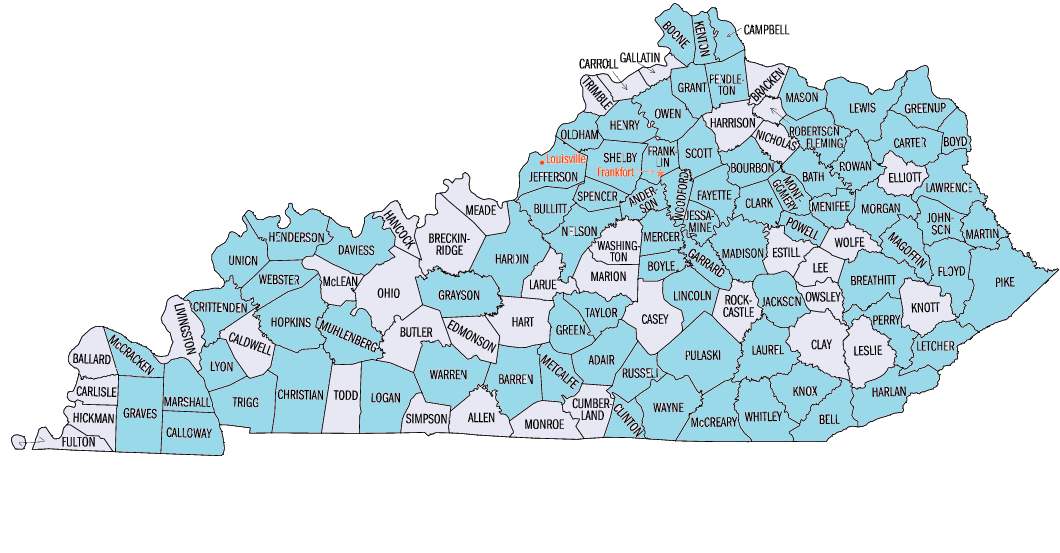 BOONE
KENTON
CAMPBELL
CARROLL
GALLATIN
TRIMBLE
GRANT
PENDLE-
TON
BRACKEN
MASON
LEWIS
GREENUP
OWEN
HARRISON
NICHOLAS
ROBERTSON
FLEMING
CARTER
BOYD
OLDHAM
HENRY
Louisville
SHELBY
FRANK-
LIN
Frankfort
SCOTT
BOURBON
BATH
ROWAN
ELLIOTT
LAWRENCE
JEFFERSON
SPENCER
ANDER-
SON
WOODFORD
FAYETTE
CLARK
MONT-
GOMERY
MENIFEE
MORGAN
JOHN-
SON
MARTIN
BULLITT
NELSON
MERCER
JESSA-
MINE
POWELL
WOLFE
MAGOFFIN
MEADE
HANCOCK
BRECKIN-
RIDGE
HARDIN
WASHING-
TON
MARION
BOYLE
GARRARD
MADISON
ESTILL
LEE
BREATHITT
FLOYD
PIKE
HENDERSON
DAVIESS
UNION
WEBSTER
McLEAN
OHIO
GRAYSON
LARUE
LINCOLN
ROCK-
CASTLE
JACKSON
OWSLEY
PERRY
KNOTT
LETCHER
CRITTENDEN
LIVINGSTON
HOPKINS
MUHLENBERG
BUTLER
EDMONSON
HART
GREEN
TAYLOR
CASEY
PULASKI
LAUREL
CLAY
LESLIE
BALLARD
McCRACKEN
LYON
CALDWELL
WARREN
BARREN
METCALFE
ADAIR
RUSSELL
KNOX
HARLAN
CARLISLE
GRAVES
MARSHALL
TRIGG
CHRISTIAN
TODD
LOGAN
SIMPSON
ALLEN
MONROE
CUMBER-
LAND
CLINTON
WAYNE
McCREARY
WHITLEY
BELL
HICKMAN
CALLOWAY
FULTON